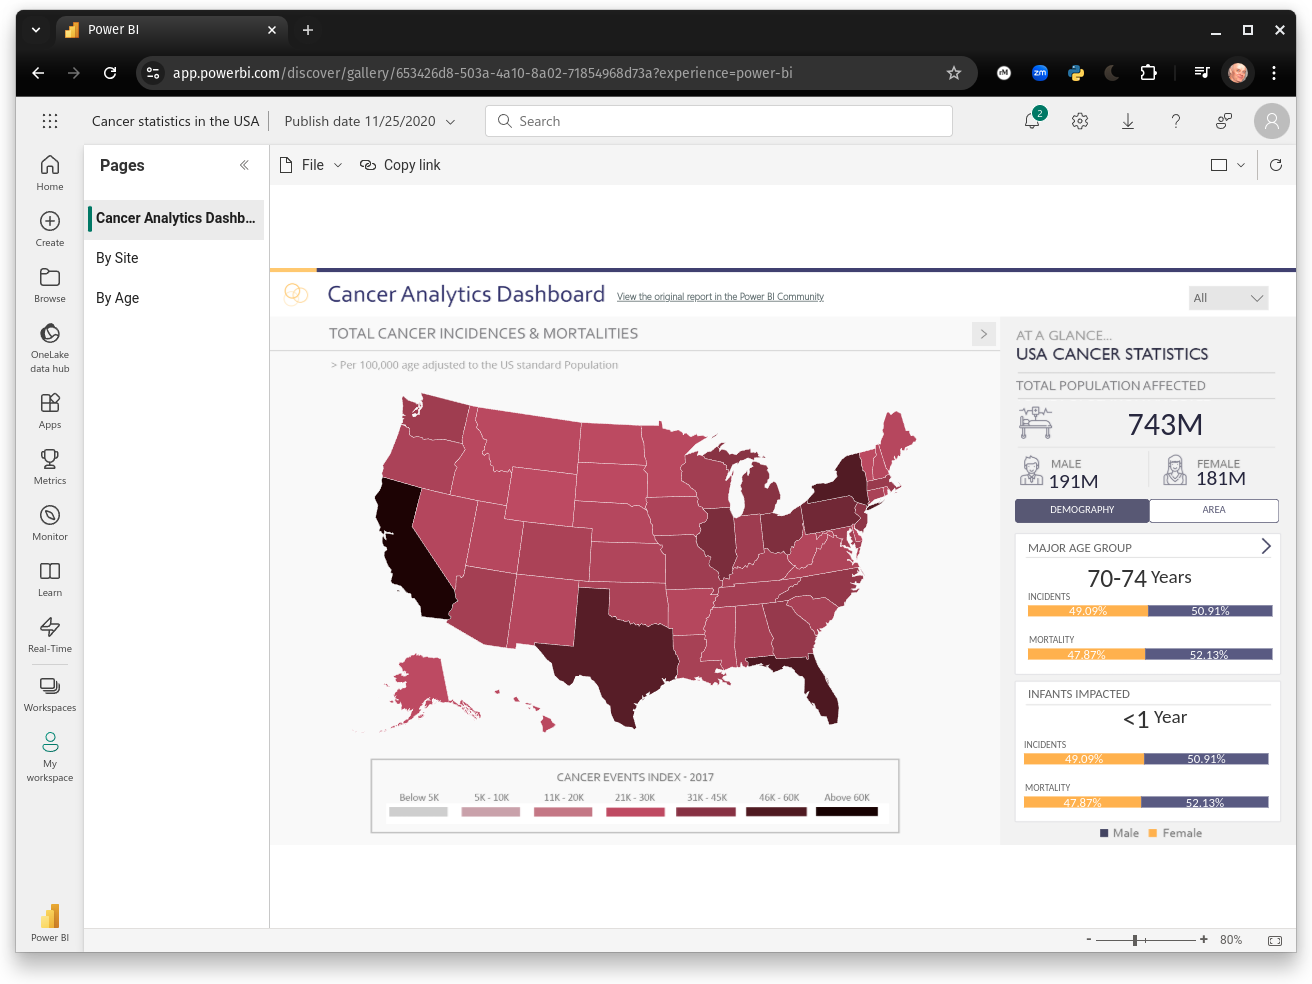 Power BI
app.powerbi.com/discover/gallery/653426d8-503a-4a10-8a02-71854968d73a?experience=power-bi
rM
zm
Cancer statistics in the USA
Publish date 11/25/2020
Search
2
?
Home
Create
Browse
OneLake
data hub
Apps
Metrics
Monitor
Learn
Real-Time
Workspaces
My
workspace
Power BI
Pages
Cancer Analytics Dashb...
By Site
By Age
File
Copy link
Cancer Analytics Dashboard
View the original report in the Power BI Community
All
TOTAL CANCER INCIDENCES & MORTALITIES
>
> Per 100,000 age adjusted to the US standard Population
CANCER EVENTS INDEX - 2017
Below 5K 5K - 10K 11K - 20K 21K - 30K 31K - 45K 46K - 60K Above 60K
AT A GLANCE...
USA CANCER STATISTICS
TOTAL POPULATION AFFECTED
743M
MALE
191M
FEMALE
181M
DEMOGRAPHY
AREA
MAJOR AGE GROUP
70-74 Years
INCIDENTS
49.09% 50.91%
MORTALITY
47.87% 52.13%
INFANTS IMPACTED
<1 Year
INCIDENTS
49.09% 50.91%
MORTALITY
47.87% 52.13%
Male Female
- + 80%